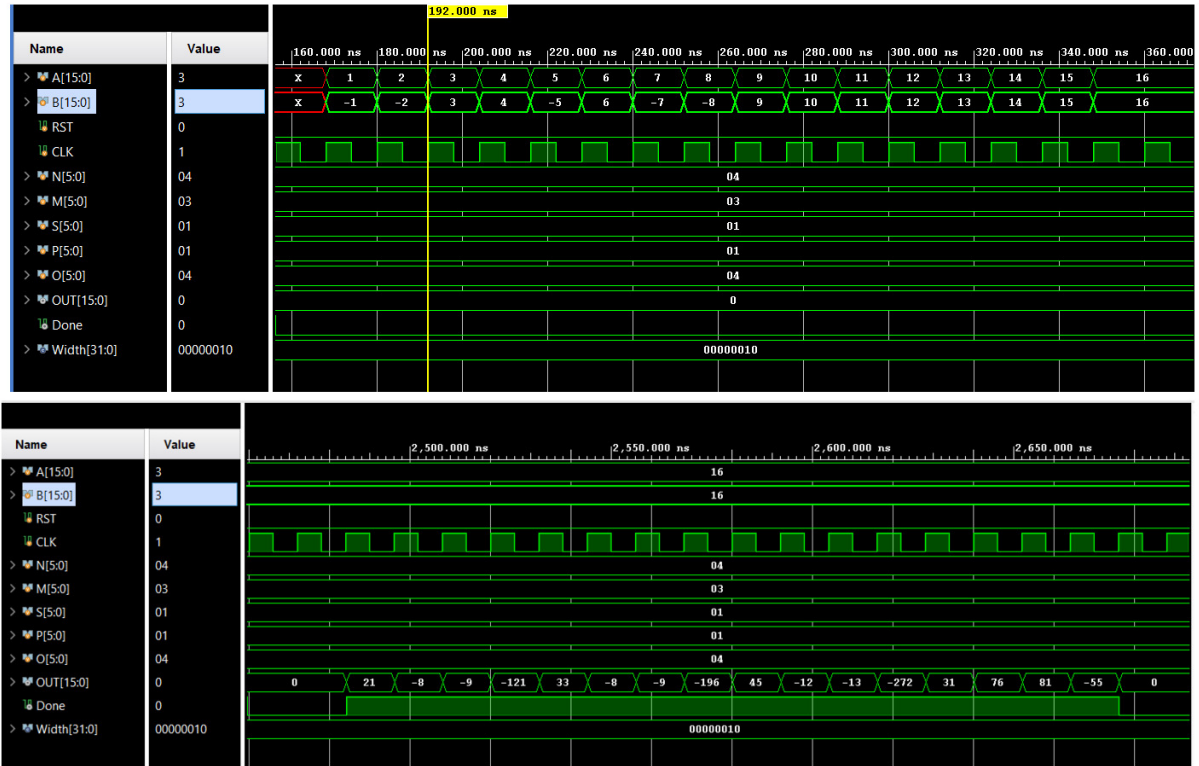 192.000 ns
Name Value 160.000 ns 180.000 ns 200.000 ns 220.000 ns 240.000 ns 260.000 ns 280.000 ns 300.000 ns 320.000 ns 340.000 ns 360.000
A[15:0] 3 X 1 2 3 4 5 6 7 8 9 10 11 12 13 14 15 16
B[15:0] 3 X -1 -2 3 4 -5 6 -7 -8 9 10 11 12 13 14 15 16
RST 0
CLK 1
N[5:0] 04 04
M[5:0] 03 03
S[5:0] 01 01
P[5:0] 01 01
O[5:0] 04 04
OUT[15:0] 0 0
Done 0
Width[31:0] 00000010 00000010
Name Value 2,500.000 ns 2,550.000 ns 2,600.000 ns 2,650.000 ns
A[15:0] 3 16
B[15:0] 3 16
RST 0
CLK 1
N[5:0] 04 04
M[5:0] 03 03
S[5:0] 01 01
P[5:0] 01 01
O[5:0] 04 04
OUT[15:0] 0 0 21 -8 -9 -121 33 -8 -9 -196 45 -12 -13 -272 31 76 81 -55 0
Done 0
Width[31:0] 00000010 00000010